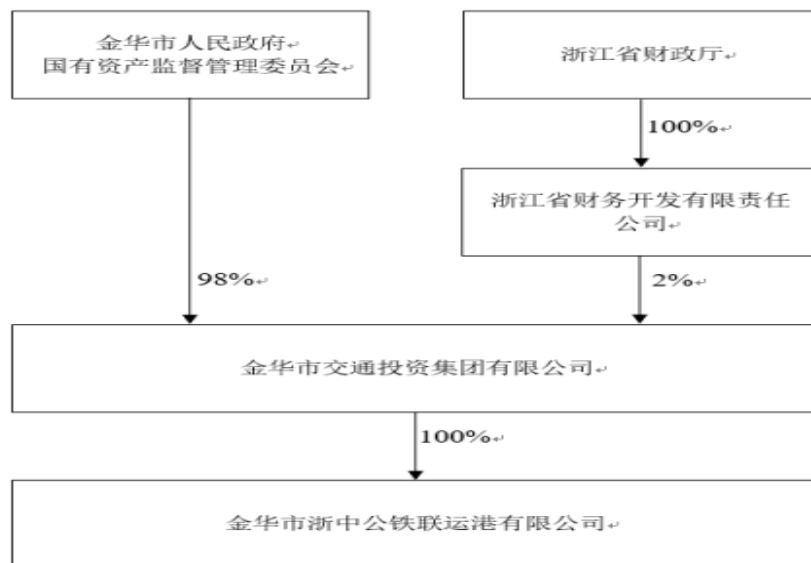 金华市人民政府
国有资产监督管理委员会
浙江省财政厅
100%
浙江省财务开发有限责任
公司
98%
2%
金华市交通投资集团有限公司
100%
金华市浙中公铁联运港有限公司